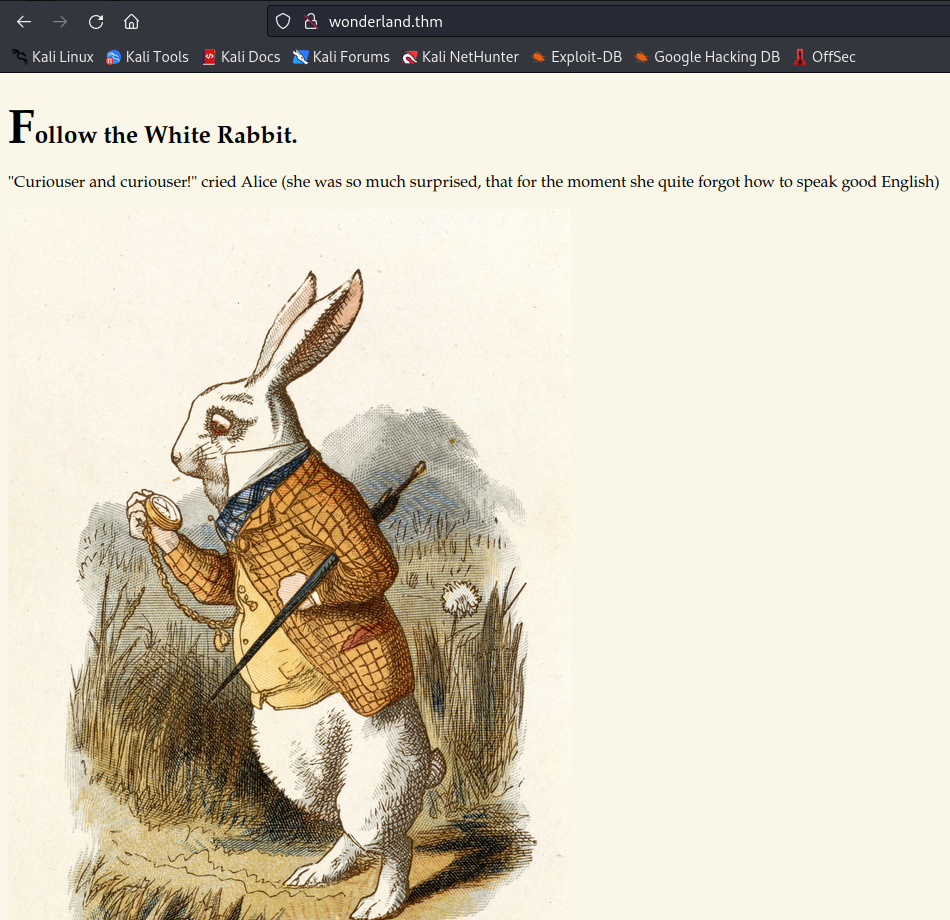 wonderland.thm
Kali Linux Kali Tools Kali Docs Kali Forums Kali NetHunter Exploit-DB Google Hacking DB OffSec
Follow the White Rabbit.
"Curiouser and curiouser!" cried Alice (she was so much surprised, that for the moment she quite forgot how to speak good English)